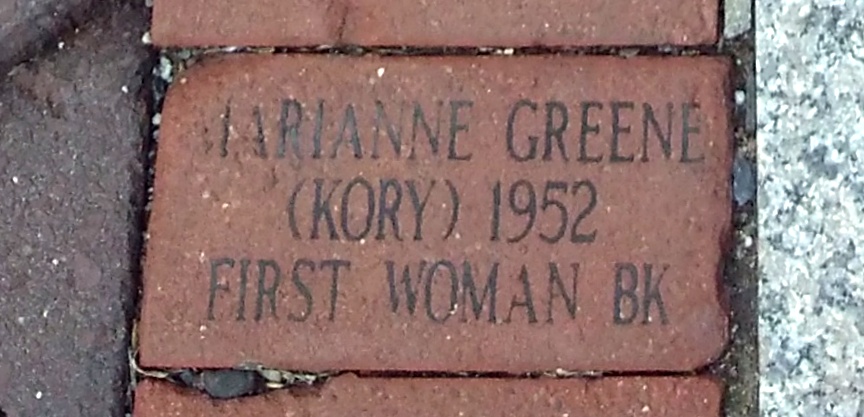 MARIANNE GREENE
(KORY) 1952
FIRST WOMAN BK